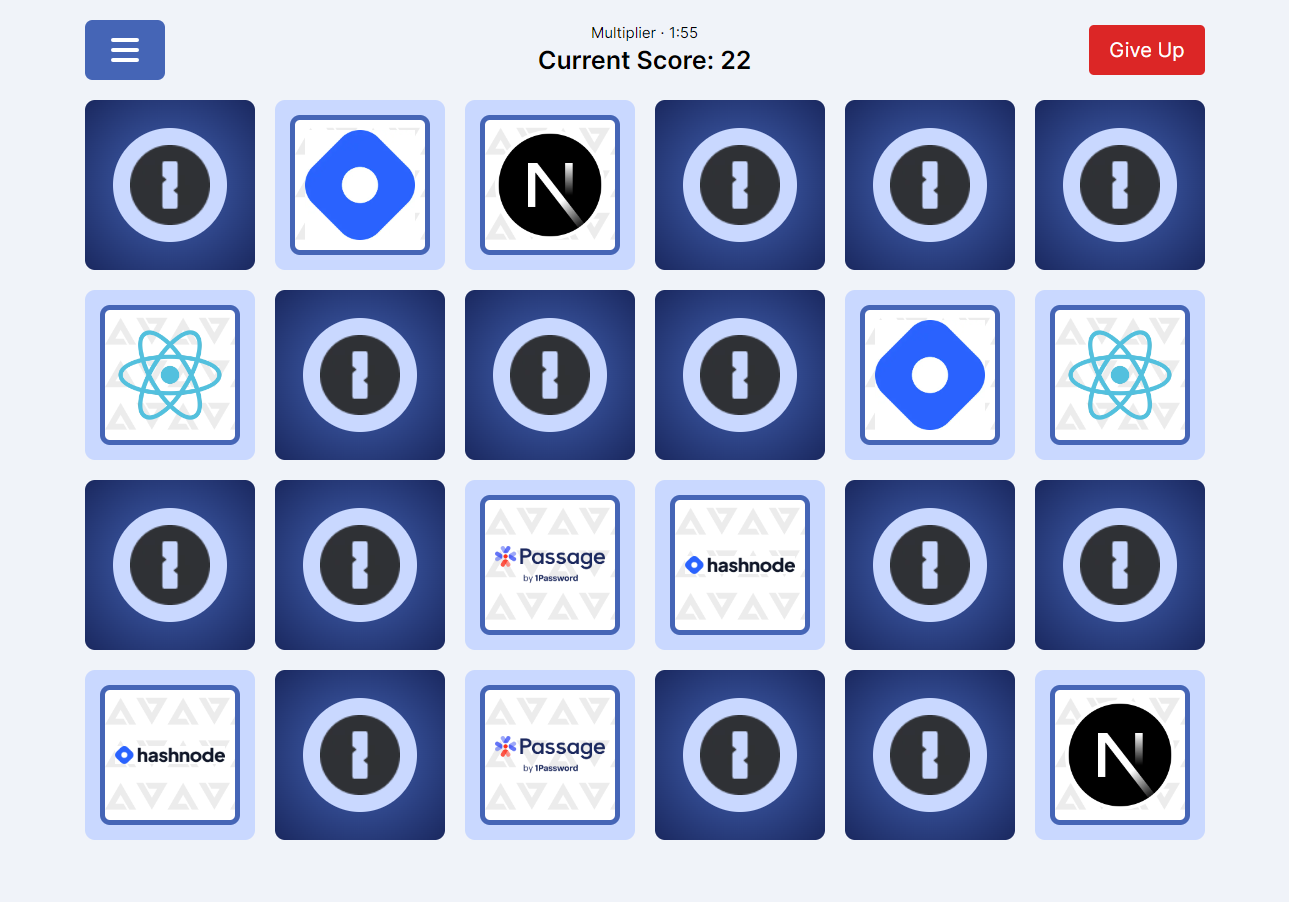 Multiplier · 1:55
Current Score: 22
Give Up
N
Passage
by 1Password
hashnode
hashnode
Passage
by 1Password
N